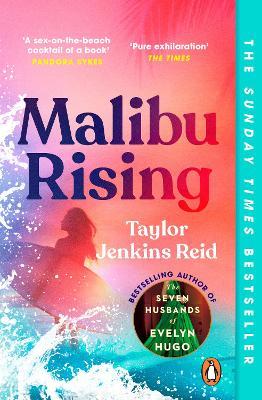 'A sex-on-the-beach
cocktail of a book'
PANDORA SYKES
'Pure exhilaration'
THE TIMES
Malibu
Rising
Taylor
Jenkins Reid
BESTSELLING AUTHOR OF
The
SEVEN
HUSBANDS
of
EVELYN HUGO
THE SUNDAY TIMES BESTSELLER